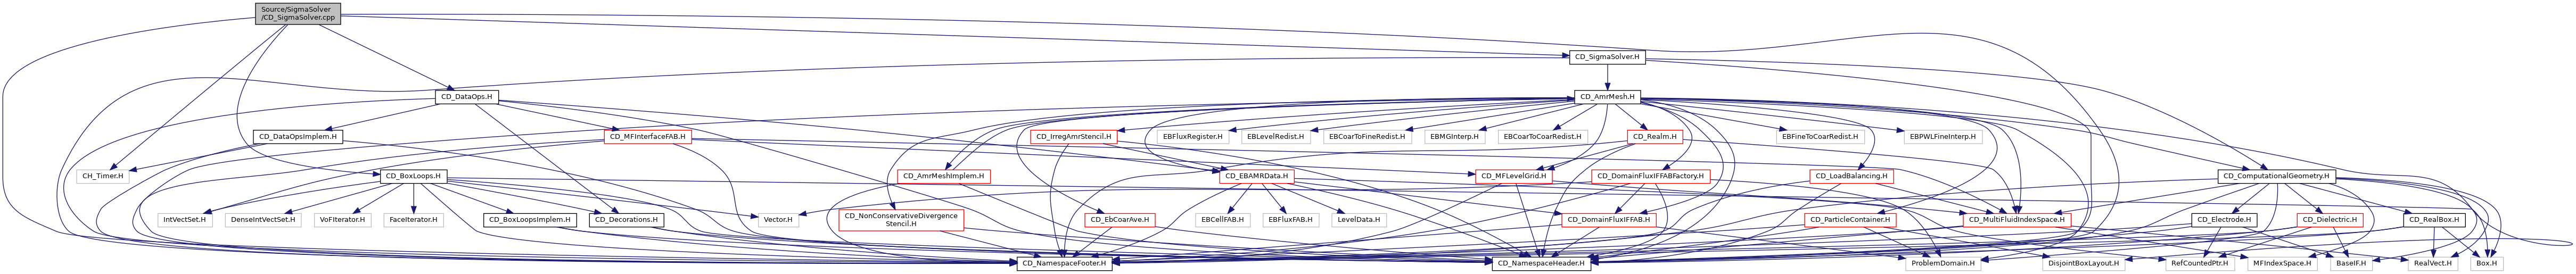 Source/SigmaSolver
/CD_SigmaSolver.cpp
CD_SigmaSolver.H
CD_DataOps.H
CD_AmrMesh.H
CD_DataOpsImplem.H
CD_MFInterfaceFAB.H
CD_IrregAmrStencil.H
EBFluxRegister.H
EBLevelRedist.H
EBCoarToFineRedist.H
EBMGInterp.H
EBCoarToCoarRedist.H
CD_Realm.H
EBFineToCoarRedist.H
EBPWLFineInterp.H
CH_Timer.H
CD_BoxLoops.H
CD_AmrMeshImplem.H
CD_EBAMRData.H
CD_MFLevelGrid.H
CD_DomainFluxIFFABFactory.H
CD_LoadBalancing.H
CD_ComputationalGeometry.H
IntVectSet.H
DenseIntVectSet.H
VoFIterator.H
FaceIterator.H
CD_BoxLoopsImplem.H
CD_Decorations.H
Vector.H
CD_NonConservativeDivergence
Stencil.H
CD_EbCoarAve.H
EBCellFAB.H
EBFluxFAB.H
LevelData.H
CD_DomainFluxIFFAB.H
CD_ParticleContainer.H
CD_MultiFluidIndexSpace.H
CD_Electrode.H
CD_Dielectric.H
CD_RealBox.H
CD_NamespaceFooter.H
CD_NamespaceHeader.H
ProblemDomain.H
DisjointBoxLayout.H
RefCountedPtr.H
MFIndexSpace.H
BaseIF.H
RealVect.H
Box.H